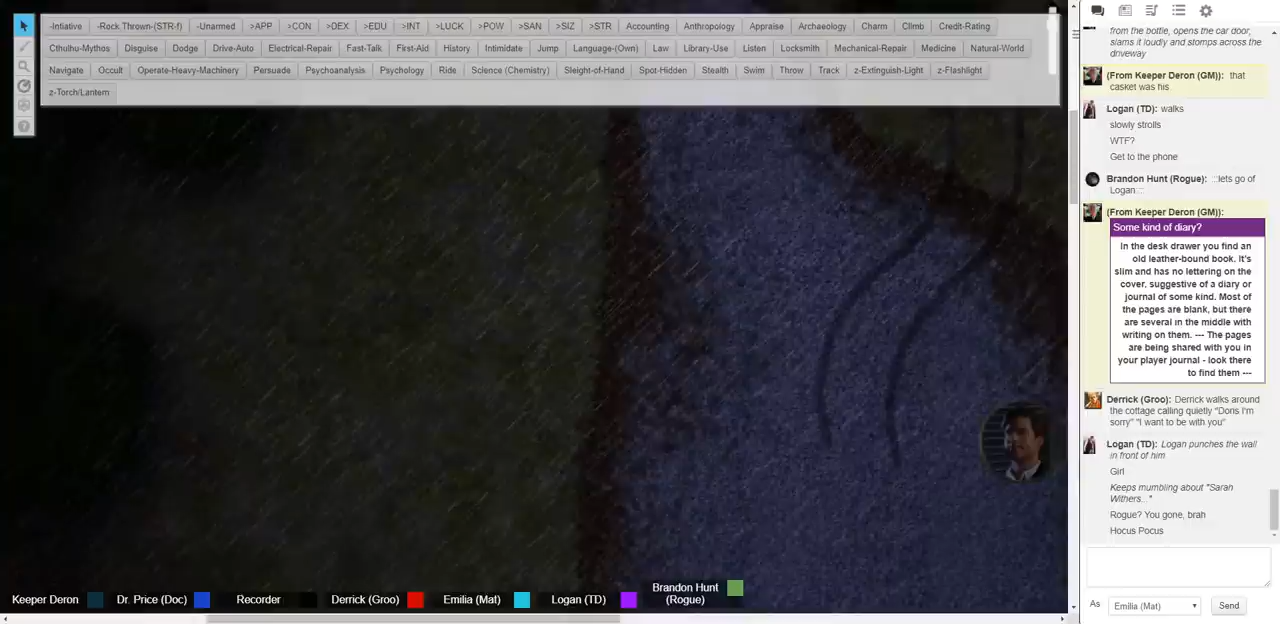 -Intiative -Rock Thrown-(STR-f) -Unarmed >APP >CON >DEX >EDU >INT >LUCK >POW >SAN >SIZ >STR Accounting Anthropology Appraise Archaeology Charm Climb Credit-Rating
Cthulhu-Mythos Disguise Dodge Drive-Auto Electrical-Repair Fast-Talk First-Aid History Intimidate Jump Language-(Own) Law Library-Use Listen Locksmith Mechanical-Repair Medicine Natural-World
Navigate Occult Operate-Heavy-Machinery Persuade Psychoanalysis Psychology Ride Science (Chemistry) Sleight-of-Hand Spot-Hidden Stealth Swim Throw Track z-Extinguish-Light z-Flashlight
z-Torch/Lantern
from the bottle, opens the car door,
slams it loudly and stomps across the
driveway
(From Keeper Deron (GM)): that
casket was his
Logan (TD): walks
slowly strolls
WTF?
Get to the phone
Brandon Hunt (Rogue): :::lets go of
Logan::::
(From Keeper Deron (GM)):
Some kind of diary?
In the desk drawer you find an
old leather-bound book. It's
slim and has no lettering on the
cover, suggestive of a diary or
journal of some kind. Most of
the pages are blank, but there
are several in the middle with
writing on them. --- The pages
are being shared with you in
your player journal - look there
to find them ---
Derrick (Groo): Derrick walks around
the cottage calling quietly "Doris I'm
sorry" "I want to be with you"
Logan (TD): Logan punches the wall
in front of him
Girl
Keeps mumbling about "Sarah
Withers..."
Rogue? You gone, brah
Hocus Pocus
Keeper Deron Dr. Price (Doc) Recorder Derrick (Groo) Emilia (Mat) Logan (TD) Brandon Hunt
(Rogue)
As Emilia (Mat) Send